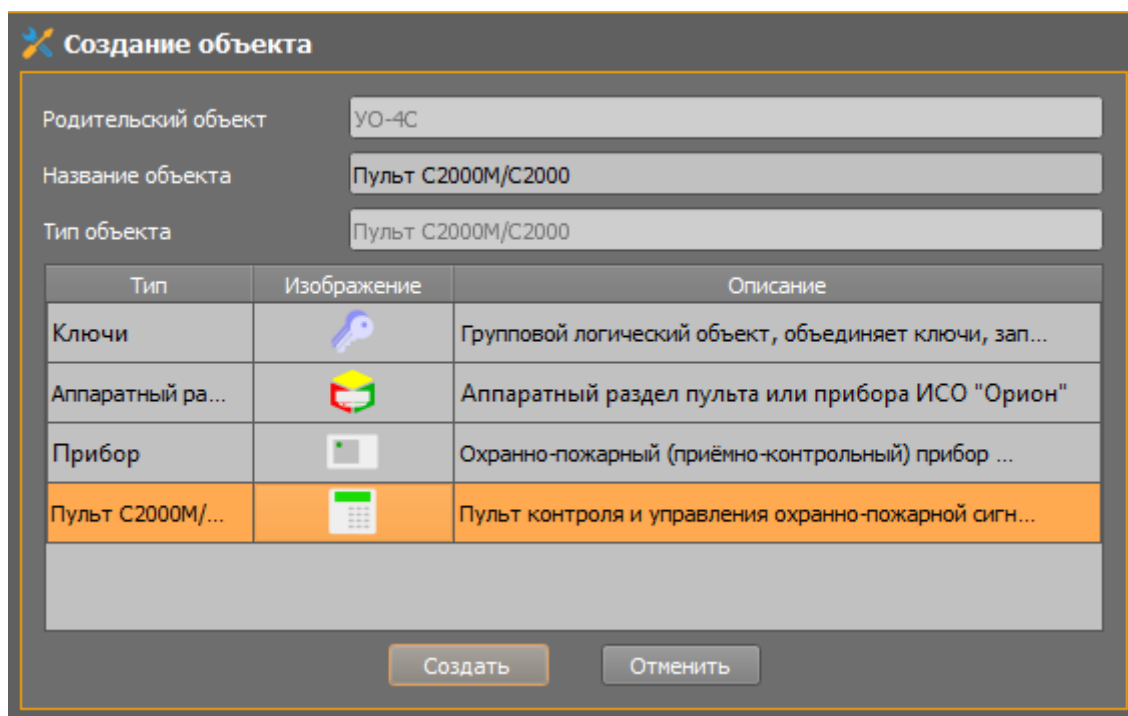 Создание объекта
Родительский объект УО-4С
Название объекта Пульт С2000М/С2000
Тип объекта Пульт С2000М/С2000
Тип Изображение Описание
Ключи Групповой логический объект, объединяет ключи, зап...
Аппаратный ра... Аппаратный раздел пульта или прибора ИСО "Орион"
Прибор Охранно-пожарный (приёмно-контрольный) прибор ...
Пульт С2000М/... Пульт контроля и управления охранно-пожарной сигн...
Создать Отменить